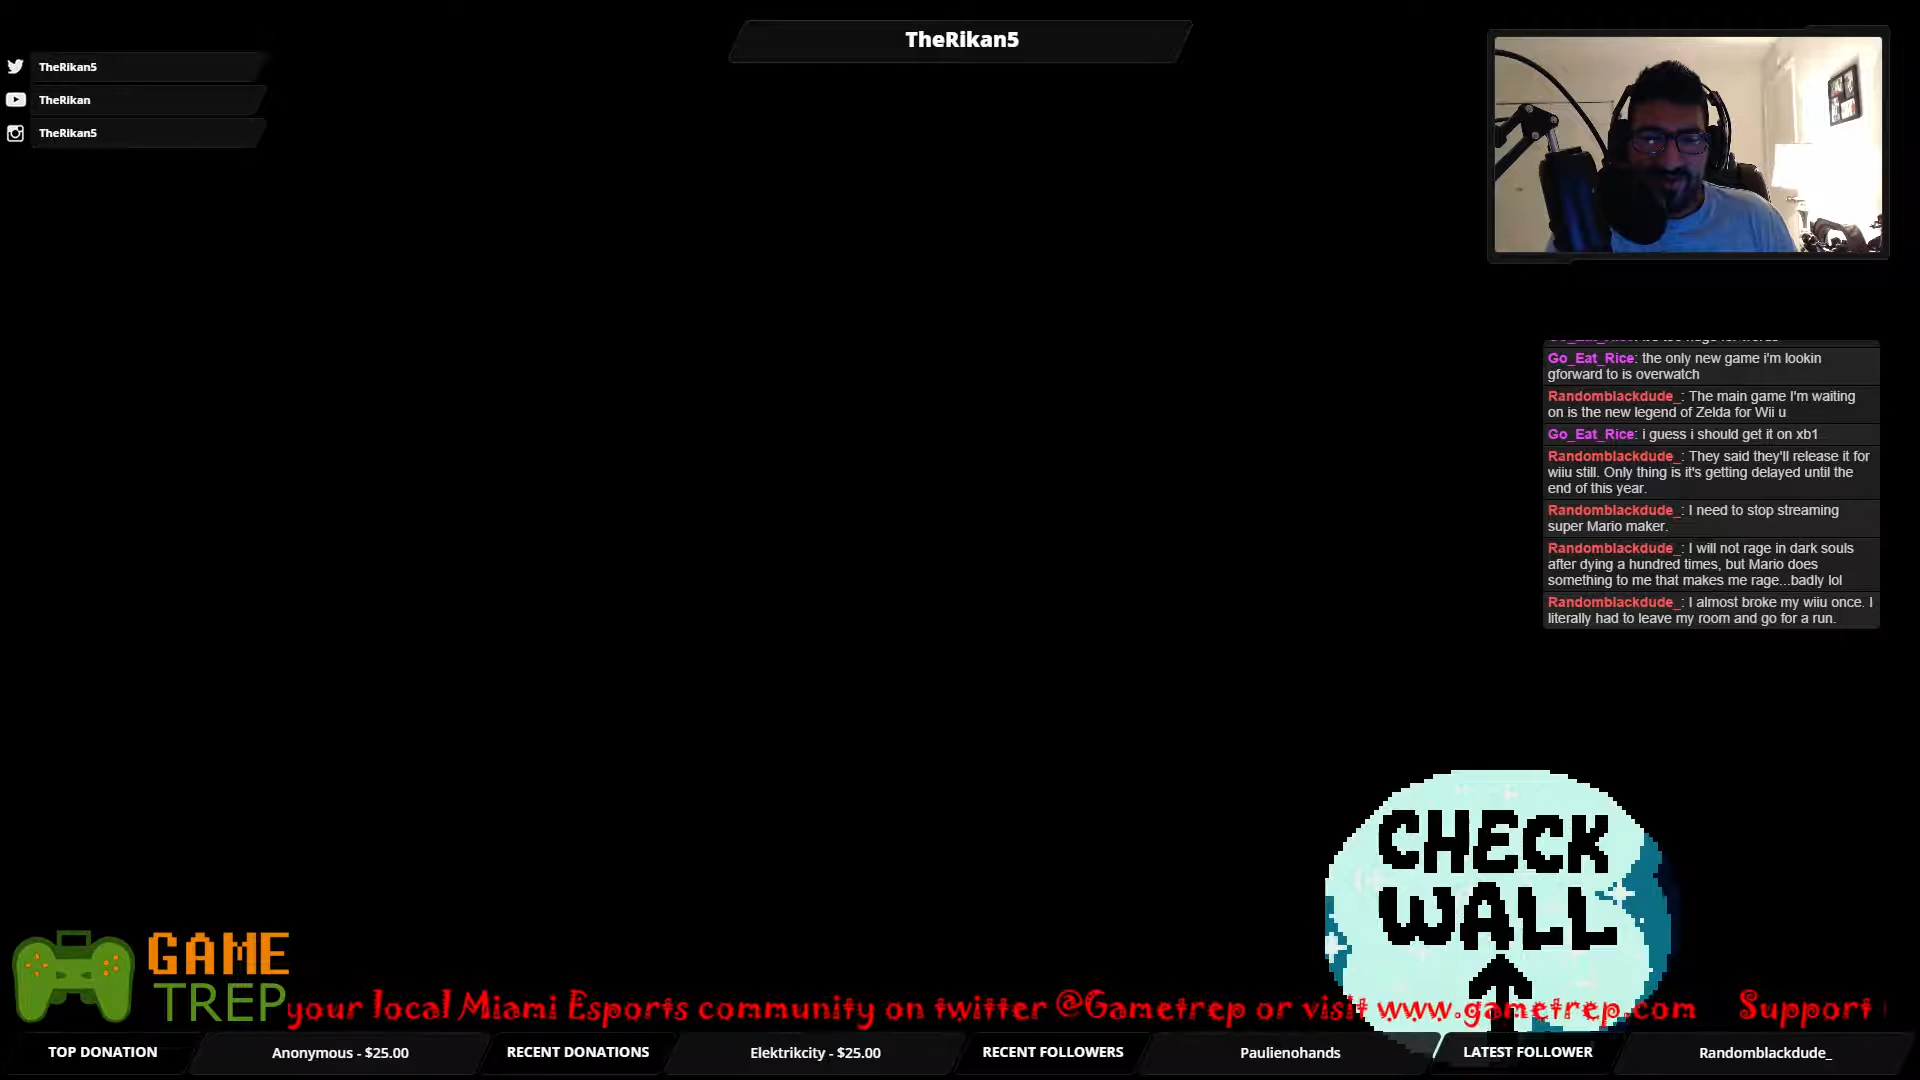 TheRikan5
TheRikan5
TheRikan
TheRikan5
Go_Eat_Rice: the only new game i'm lookin
gforward to is overwatch
Randomblackdude_: The main game I'm waiting
on is the new legend of Zelda for Wii u
Go_Eat_Rice: i guess i should get it on xb1
Randomblackdude_: They said they'll release it for
wiiu still. Only thing is it's getting delayed until the
end of this year.
Randomblackdude_: I need to stop streaming
super Mario maker.
Randomblackdude_: I will not rage in dark souls
after dying a hundred times, but Mario does
something to me that makes me rage...badly lol
Randomblackdude_: I almost broke my wiiu once. I
literally had to leave my room and go for a run.
CHECK
WALL
GAME
TREP
your local Miami Esports community on twitter @Gametrep or visit www.gametrep.com Support
TOP DONATION Anonymous - $25.00 RECENT DONATIONS Elektrikcity - $25.00 RECENT FOLLOWERS Paulienohands LATEST FOLLOWER Randomblackdude_